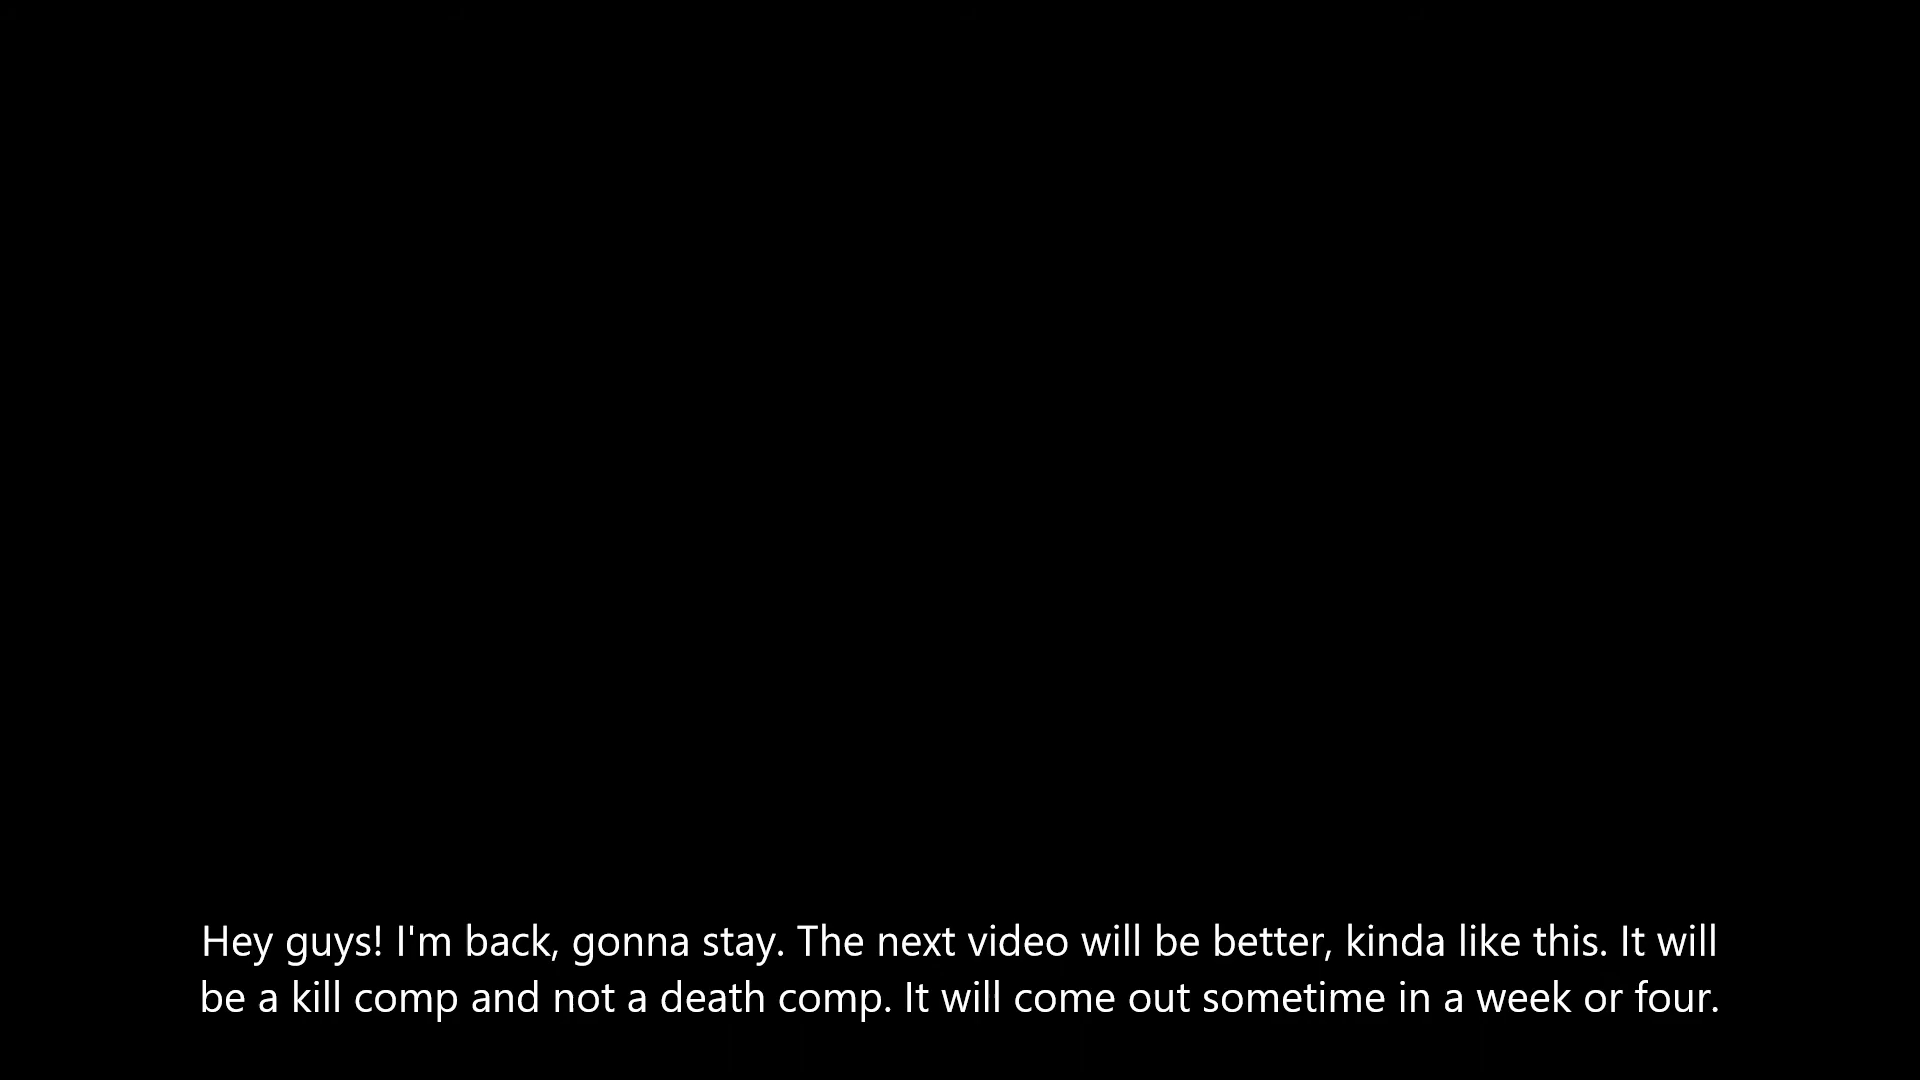 Hey guys! I'm back, gonna stay. The next video will be better, kinda like this. It will
be a kill comp and not a death comp. It will come out sometime in a week or four.